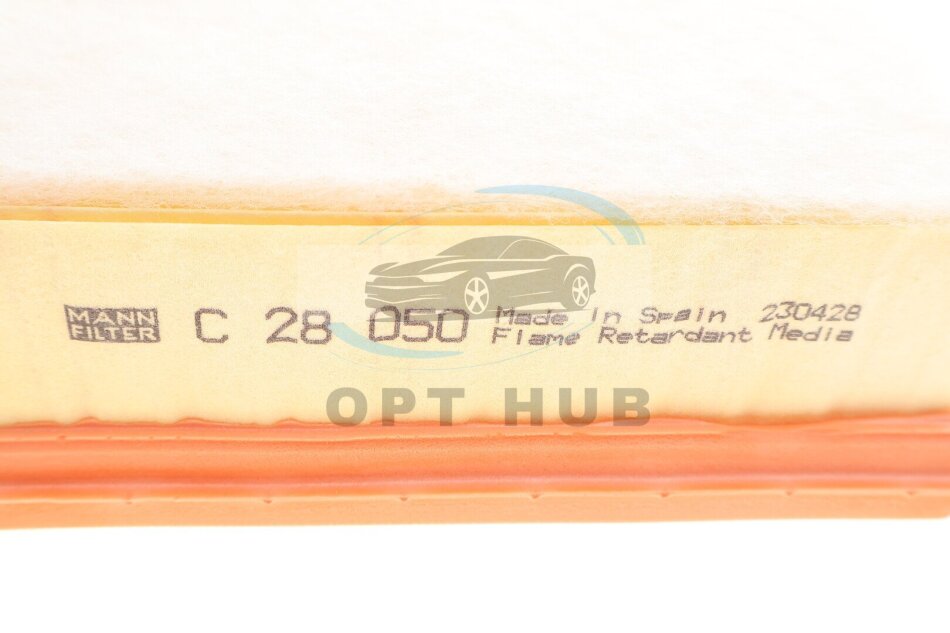 MANN
FILTER
C 28 050
Made in Spain 230428
Flame Retardant Media
OPT HUB